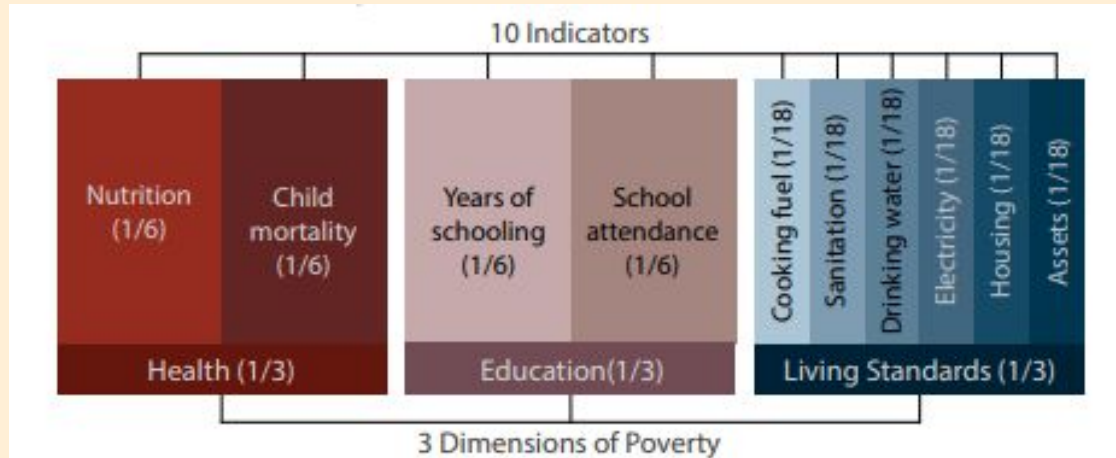 10 Indicators
Nutrition
(1/6)
Child
mortality
(1/6)
Years of
schooling
(1/6)
School
attendance
(1/6)
Cooking fuel (1/18)
Sanitation (1/18)
Drinking water (1/18)
Electricity (1/18)
Housing (1/18)
Assets (1/18)
Health (1/3)
Education(1/3)
Living Standards (1/3)
3 Dimensions of Poverty